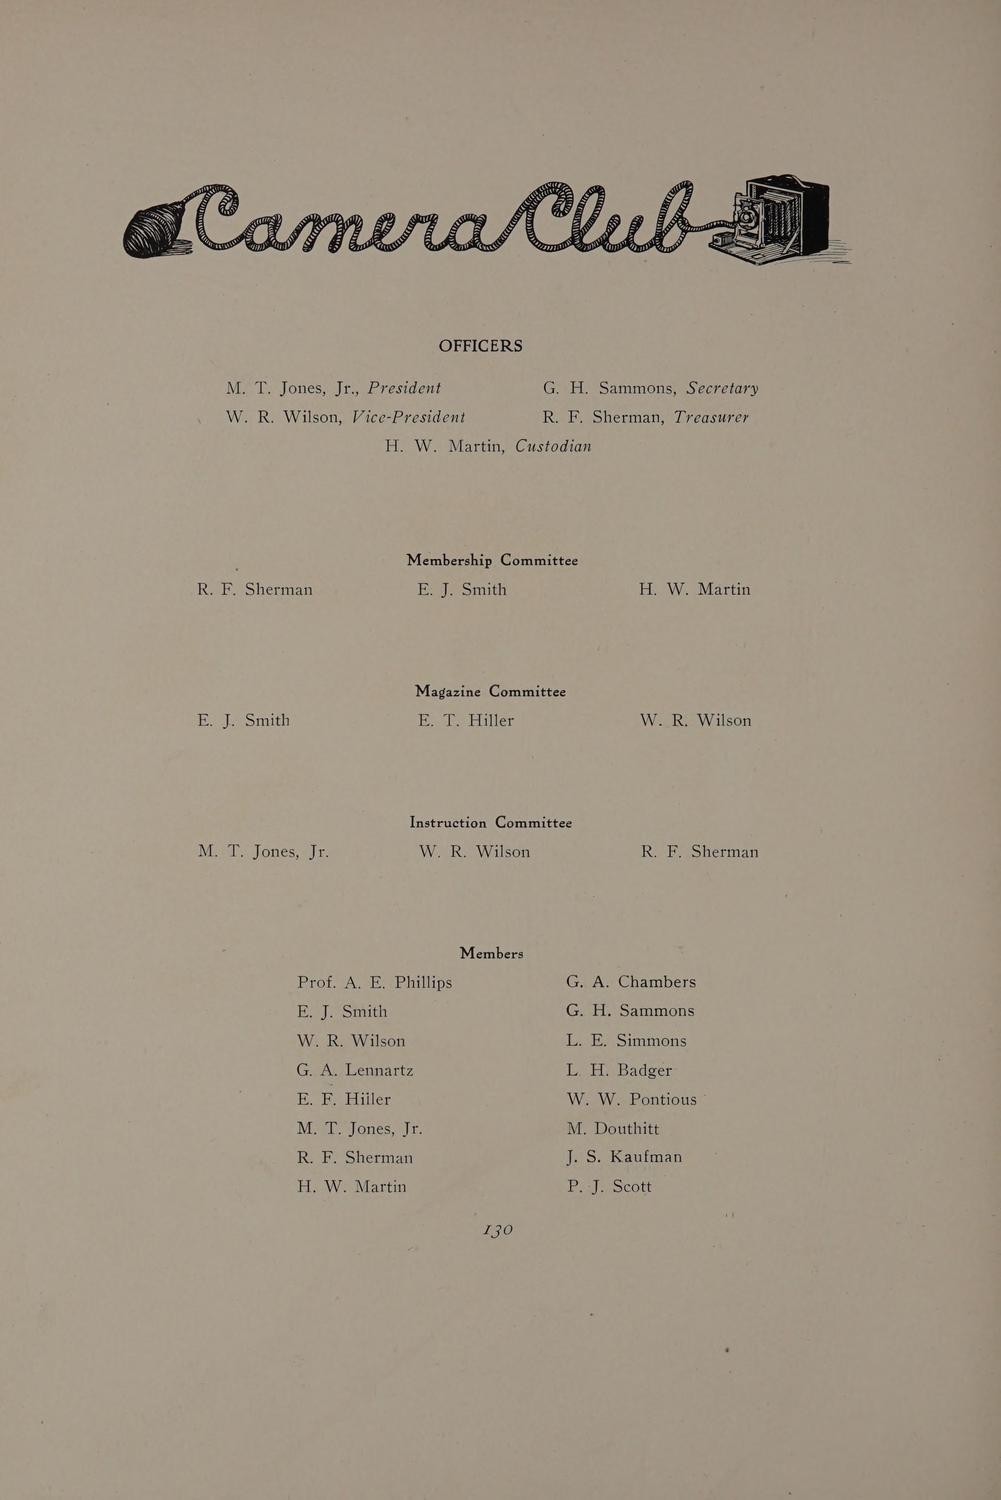 Camera Club
OFFICERS
M. T. Jones, Jr., President G. H. Sammons, Secretary
W. R. Wilson, Vice-President R. F. Sherman, Treasurer
H. W. Martin, Custodian
Membership Committee
R. F. Sherman E. J. Smith H. W. Martin
Magazine Committee
E. J. Smith E. T. Hiller W. R. Wilson
Instruction Committee
M. T. Jones, Jr. W. R. Wilson R. F. Sherman
Members
Prof. A. E. Phillips G. A. Chambers
E. J. Smith G. H. Sammons
W. R. Wilson L. E. Simmons
G. A. Lennartz L. H. Badger
E. F. Hiller W. W. Pontious
M. T. Jones, Jr. M. Douthitt
R. F. Sherman J. S. Kaufman
H. W. Martin P. J. Scott
130